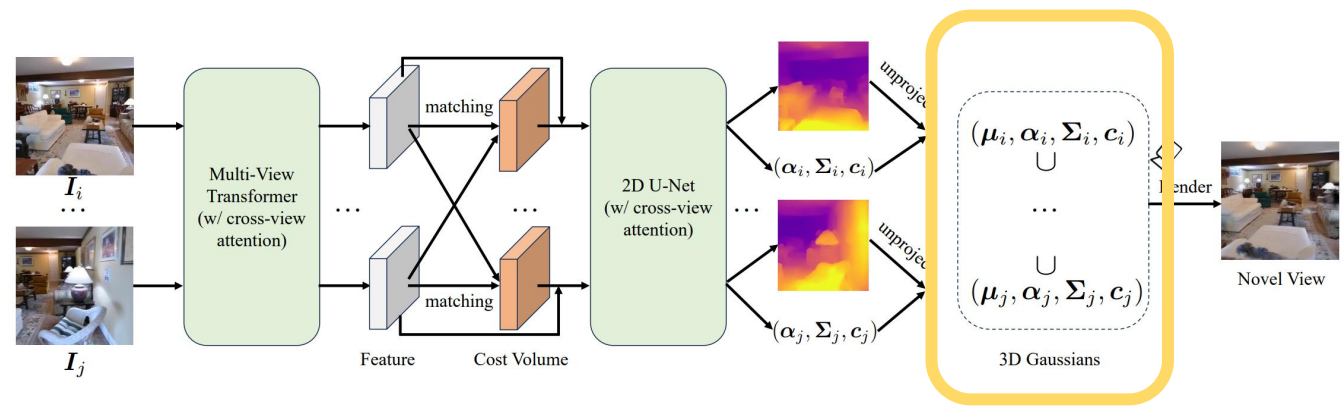 I_i
...
I_j
Multi-View
Transformer
(w/ cross-view
attention)
...
matching
matching
Feature
...
Cost Volume
2D U-Net
(w/ cross-view
attention)
...
(α_i, Σ_i, c_i)
(α_j, Σ_j, c_j)
(μ_i, α_i, Σ_i, c_i)
∪
...
∪
(μ_j, α_j, Σ_j, c_j)
3D Gaussians
Novel View